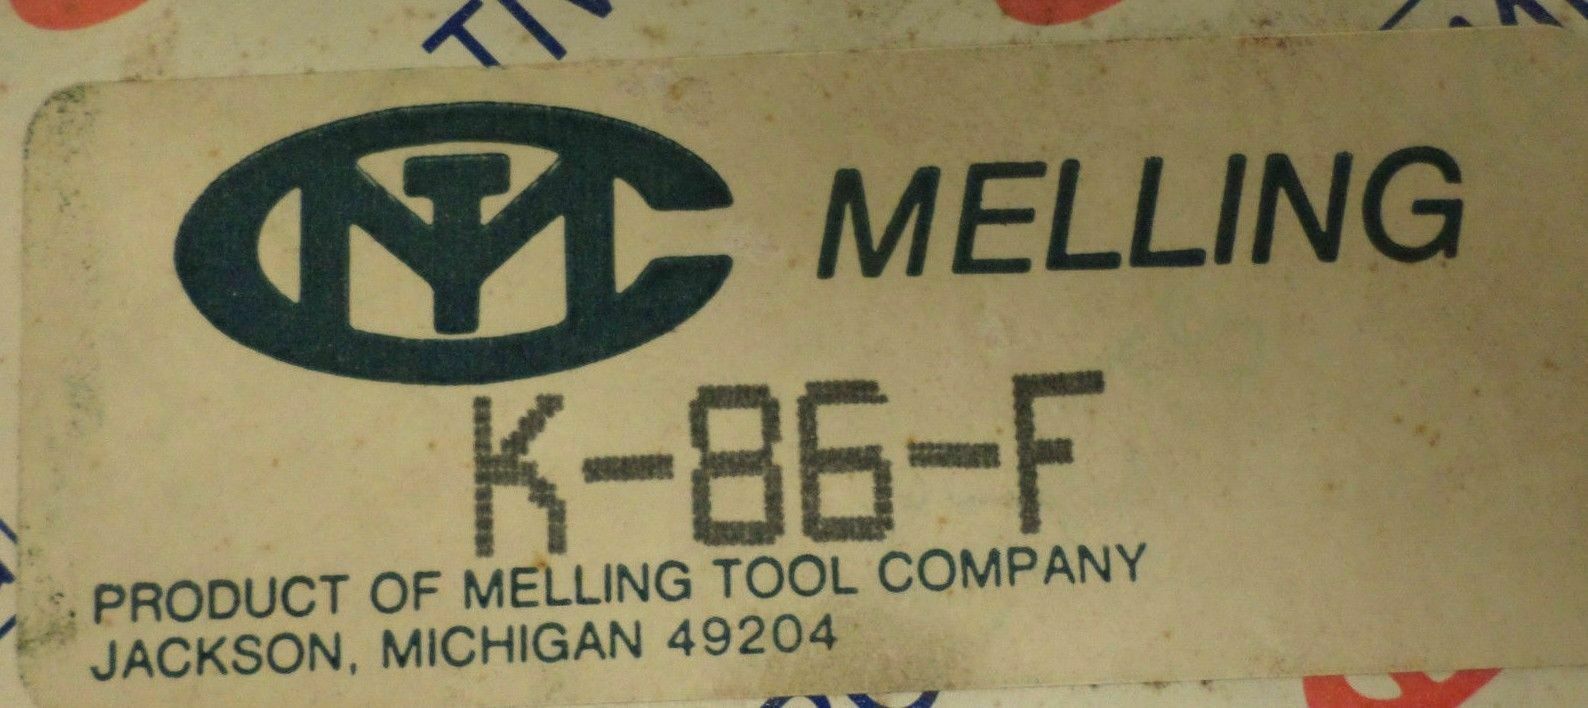 MELLING
K-86-F
PRODUCT OF MELLING TOOL COMPANY
JACKSON, MICHIGAN 49204